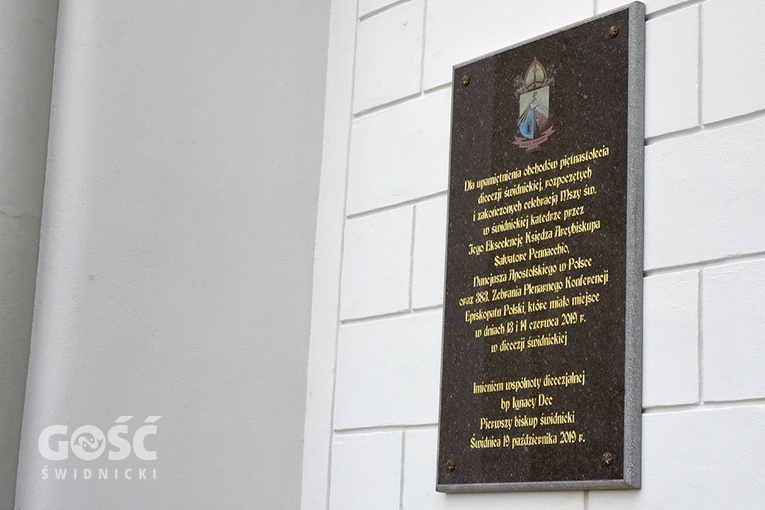 Dla upamiętnienia obchodów piętnastolecia
diecezji świdnickiej, rozpoczętych
i zakończonych celebracją Mszy św.
w świdnickiej katedrze przez
Jego Ekscelencję Księdza Arcybiskupa
Salvatore Pennacchio,
Nuncjusza Apostolskiego w Polsce
oraz 383. Zebrania Plenarnego Konferencji
Episkopatu Polski, które miało miejsce
w dniach 13 i 14 czerwca 2019 r.
w diecezji świdnickiej
Imieniem wspólnoty diecezjalnej
bp Ignacy Dec
Pierwszy biskup świdnicki
Świdnica 19 października 2019 r.
GOŚĆ
ŚWIDNICKI